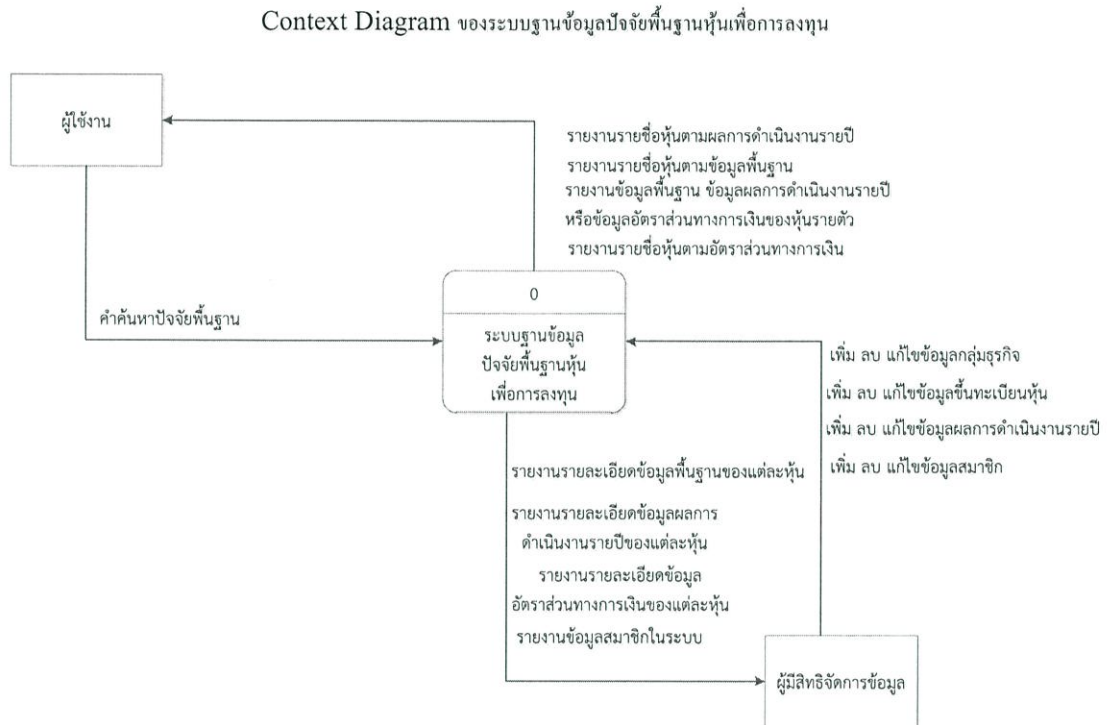 Context Diagram ของระบบฐานข้อมูลปัจจัยพื้นฐานหุ้นเพื่อการลงทุน
ผู้ใช้งาน
รายงานรายชื่อหุ้นตามผลการดำเนินงานรายปี
รายงานรายชื่อหุ้นตามข้อมูลพื้นฐาน
รายงานข้อมูลพื้นฐาน ข้อมูลผลการดำเนินงานรายปี
หรือข้อมูลอัตราส่วนทางการเงินของหุ้นรายตัว
รายงานรายชื่อหุ้นตามอัตราส่วนทางการเงิน
คำค้นหาปัจจัยพื้นฐาน
0
ระบบฐานข้อมูล
ปัจจัยพื้นฐานหุ้น
เพื่อการลงทุน
เพิ่ม ลบ แก้ไขข้อมูลกลุ่มธุรกิจ
เพิ่ม ลบ แก้ไขข้อมูลขึ้นทะเบียนหุ้น
เพิ่ม ลบ แก้ไขข้อมูลผลการดำเนินงานรายปี
เพิ่ม ลบ แก้ไขข้อมูลสมาชิก
รายงานรายละเอียดข้อมูลพื้นฐานของแต่ละหุ้น
รายงานรายละเอียดข้อมูลผลการ
ดำเนินงานรายปีของแต่ละหุ้น
รายงานรายละเอียดข้อมูล
อัตราส่วนทางการเงินของแต่ละหุ้น
รายงานข้อมูลสมาชิกในระบบ
ผู้มีสิทธิจัดการข้อมูล